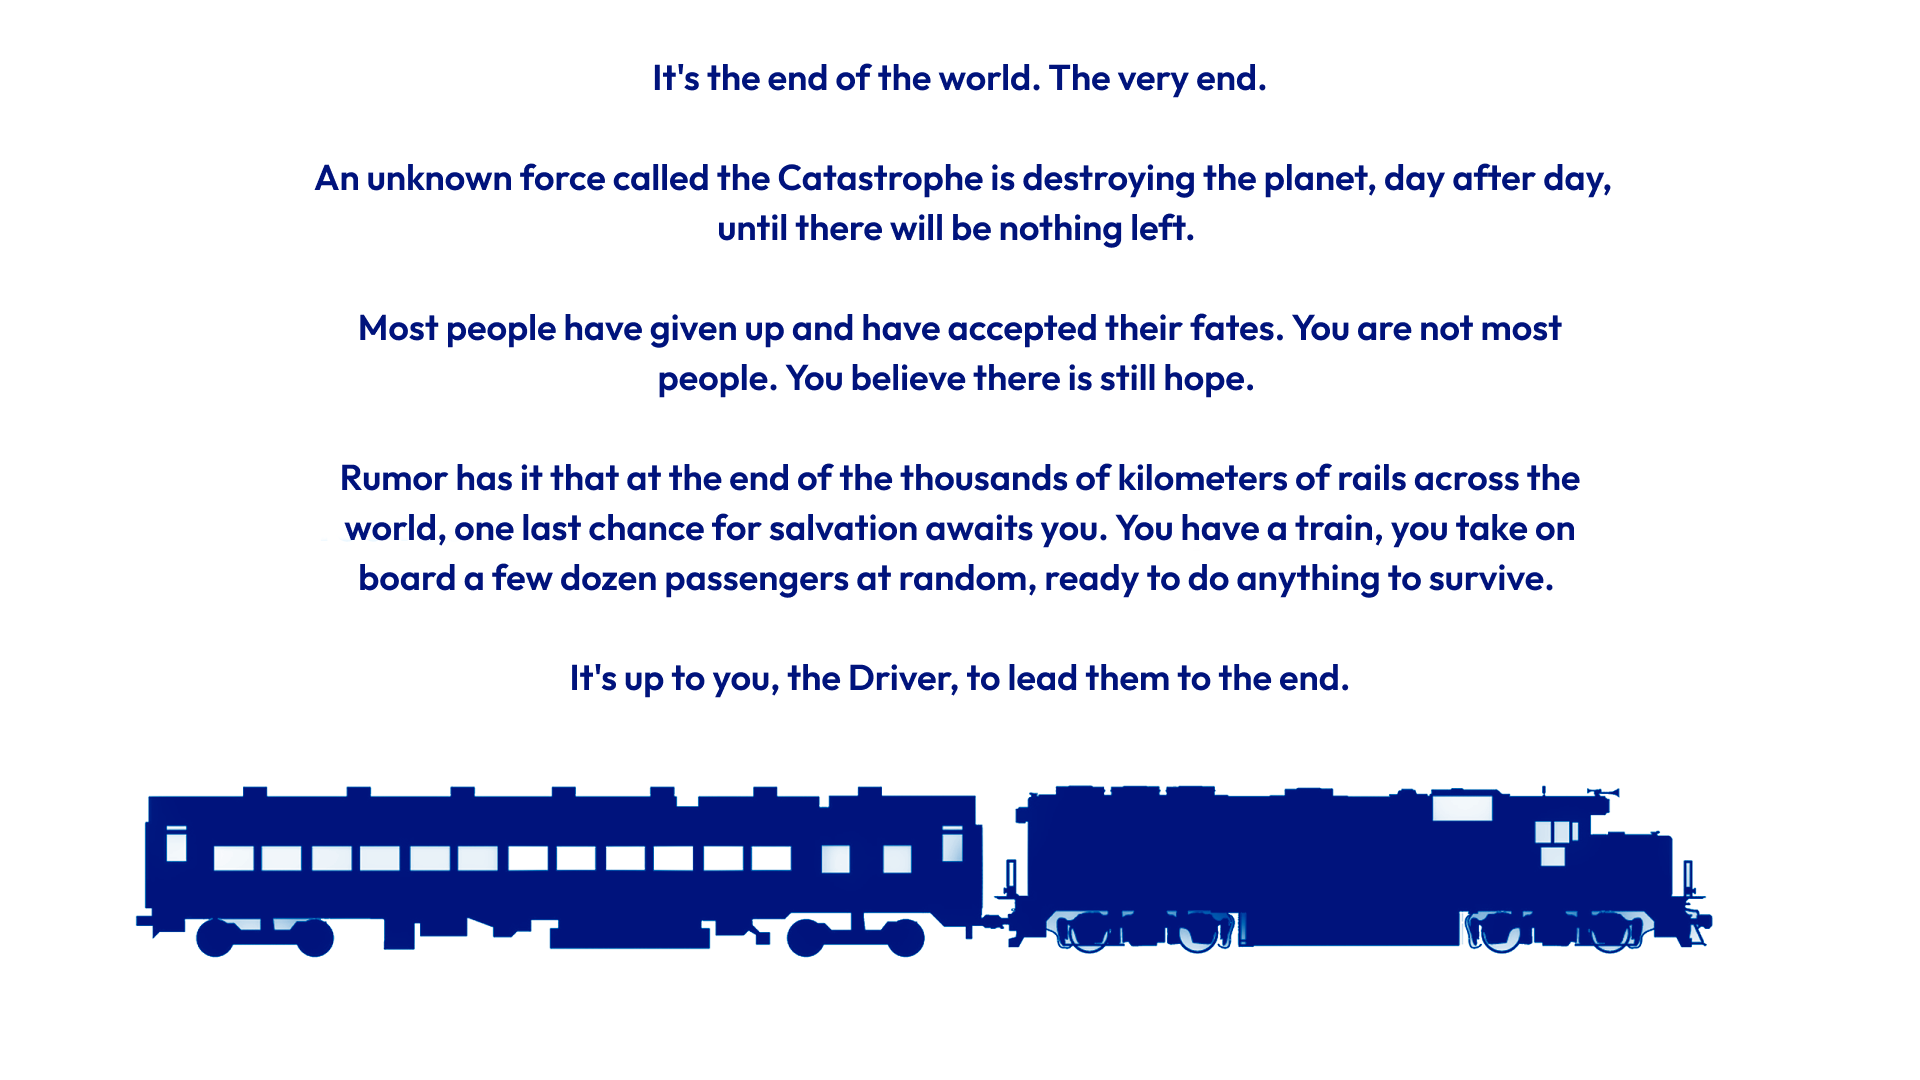 It's the end of the world. The very end.
An unknown force called the Catastrophe is destroying the planet, day after day,
until there will be nothing left.
Most people have given up and have accepted their fates. You are not most
people. You believe there is still hope.
Rumor has it that at the end of the thousands of kilometers of rails across the
world, one last chance for salvation awaits you. You have a train, you take on
board a few dozen passengers at random, ready to do anything to survive.
It's up to you, the Driver, to lead them to the end.